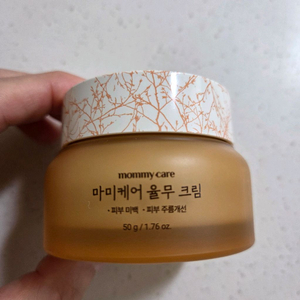 mommy care
마미케어 율무 크림
· 피부 미백 · 피부 주름개선
50 g / 1.76 oz.